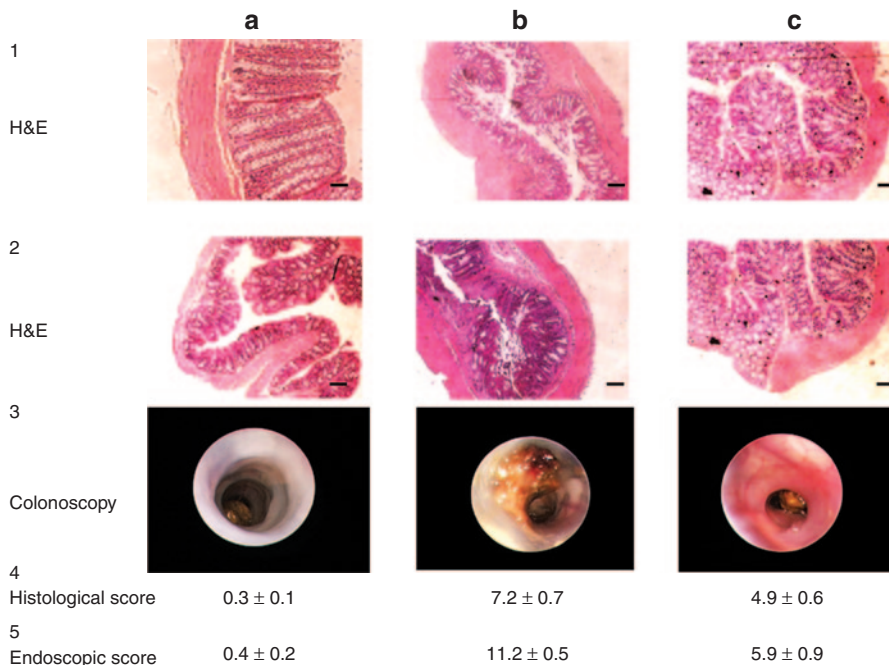 a b c
1
H&E
2
H&E
3
Colonoscopy
4
Histological score 0.3 ± 0.1 7.2 ± 0.7 4.9 ± 0.6
5
Endoscopic score 0.4 ± 0.2 11.2 ± 0.5 5.9 ± 0.9